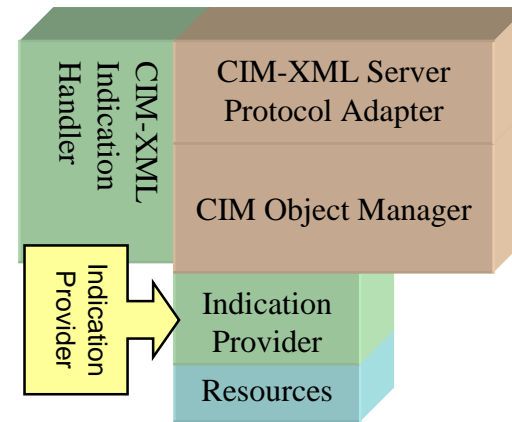 CIM-XML
Indication
Handler
CIM-XML Server
Protocol Adapter
CIM Object Manager
Indication
Provider
Indication
Provider
Resources